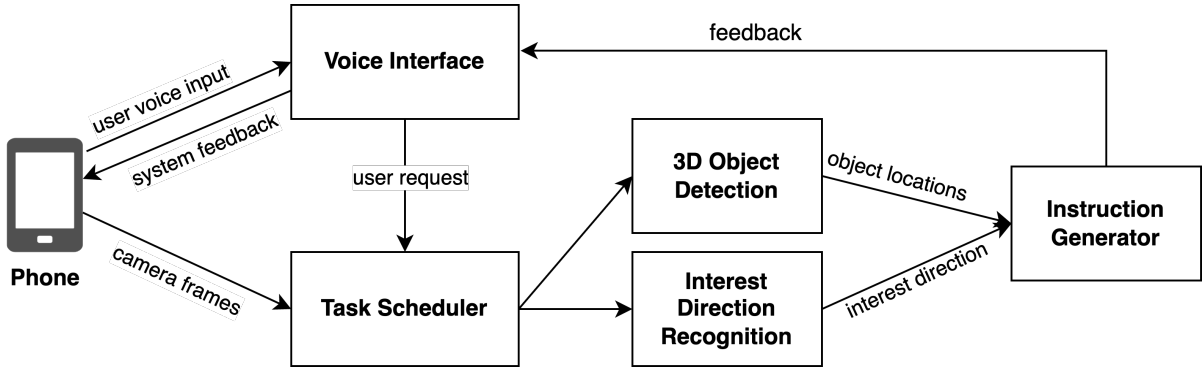 feedback
Voice Interface
user voice input
system feedback
user request
3D Object
Detection
object locations
Instruction
Generator
Phone
camera frames
Task Scheduler
Interest
Direction
Recognition
interest direction